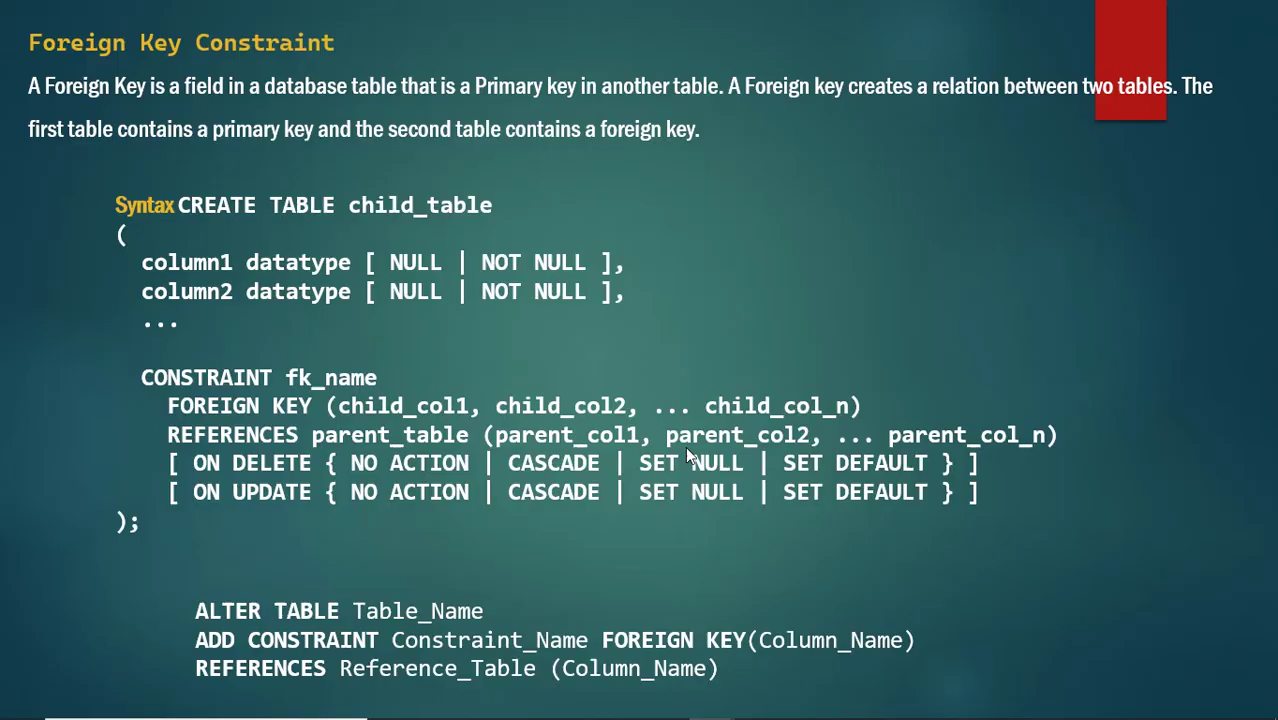 Foreign Key Constraint
A Foreign Key is a field in a database table that is a Primary key in another table. A Foreign key creates a relation between two tables. The
first table contains a primary key and the second table contains a foreign key.
Syntax CREATE TABLE child_table
(
column1 datatype [ NULL | NOT NULL ],
column2 datatype [ NULL | NOT NULL ],
...
CONSTRAINT fk_name
FOREIGN KEY (child_col1, child_col2, ... child_col_n)
REFERENCES parent_table (parent_col1, parent_col2, ... parent_col_n)
[ ON DELETE { NO ACTION | CASCADE | SET NULL | SET DEFAULT } ]
[ ON UPDATE { NO ACTION | CASCADE | SET NULL | SET DEFAULT } ]
);
ALTER TABLE Table_Name
ADD CONSTRAINT Constraint_Name FOREIGN KEY(Column_Name)
REFERENCES Reference_Table (Column_Name)